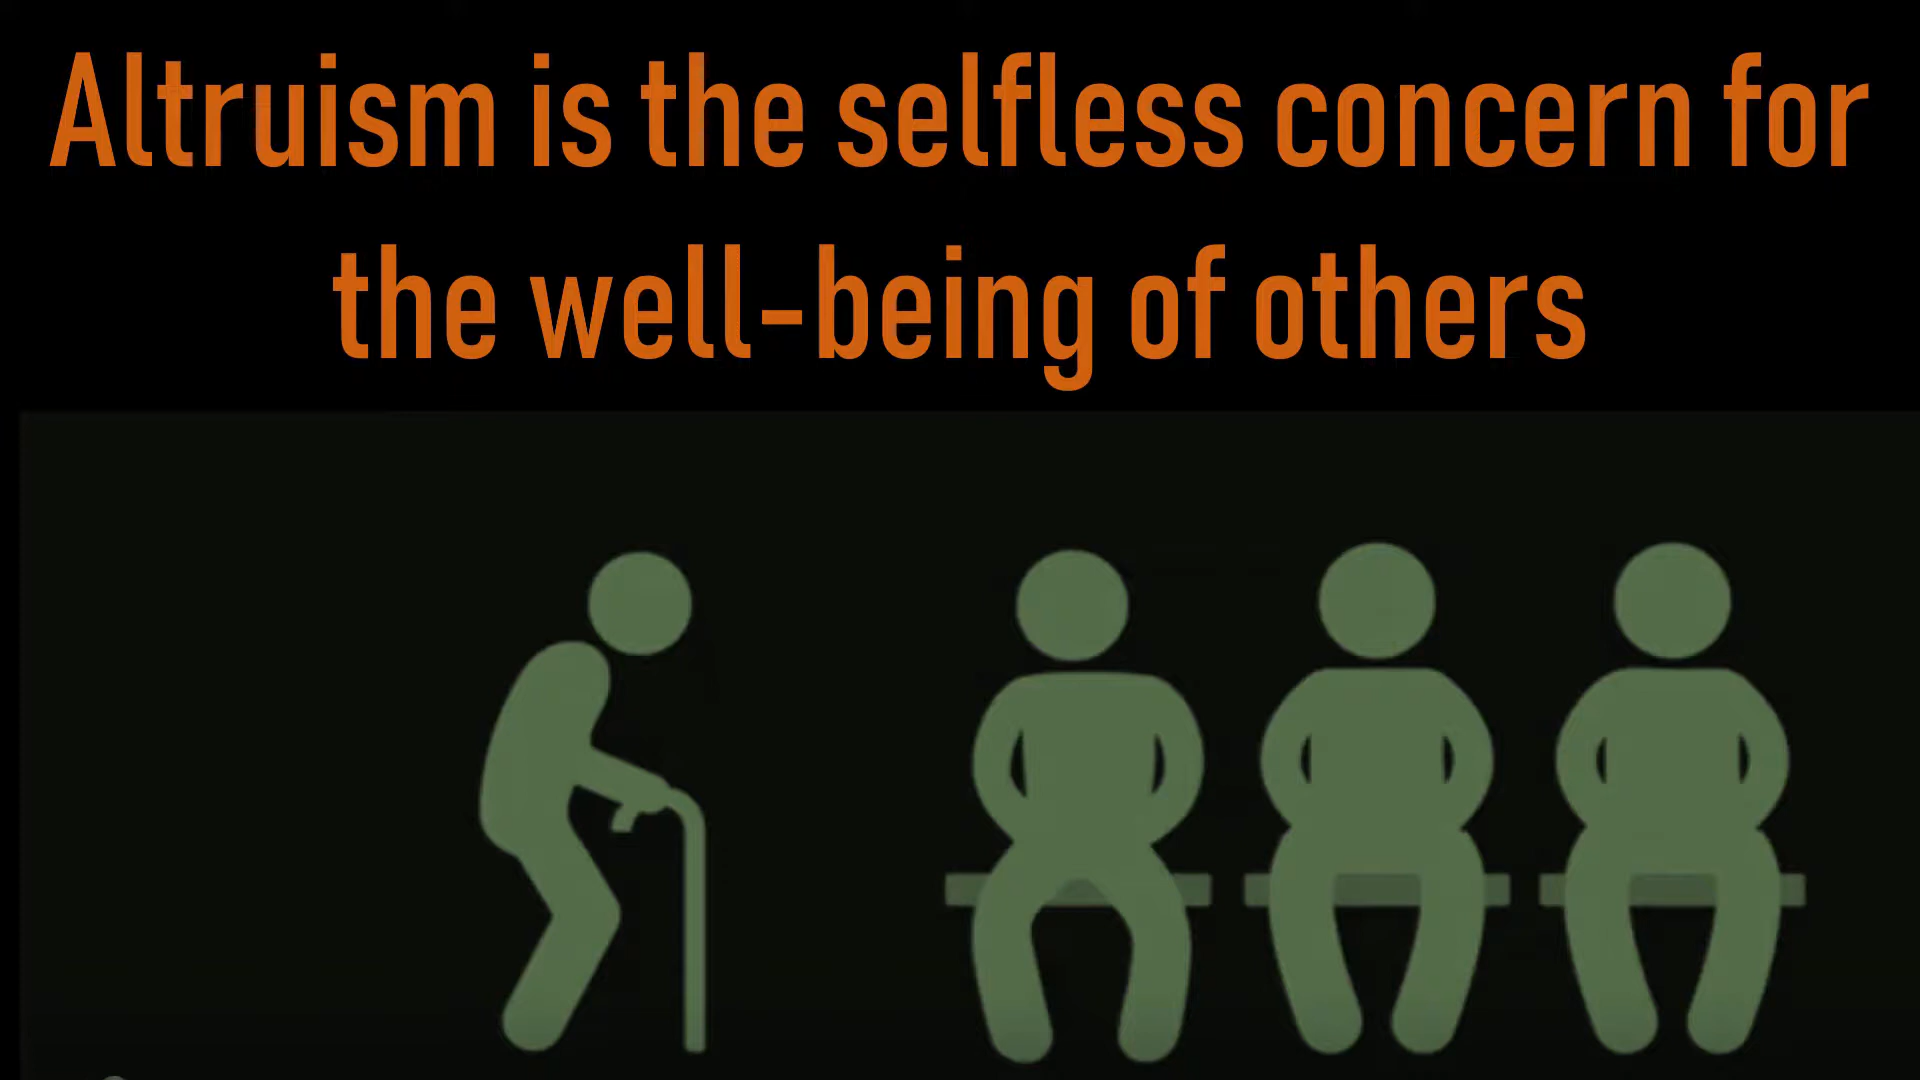 Altruism is the selfless concern for
the well-being of others